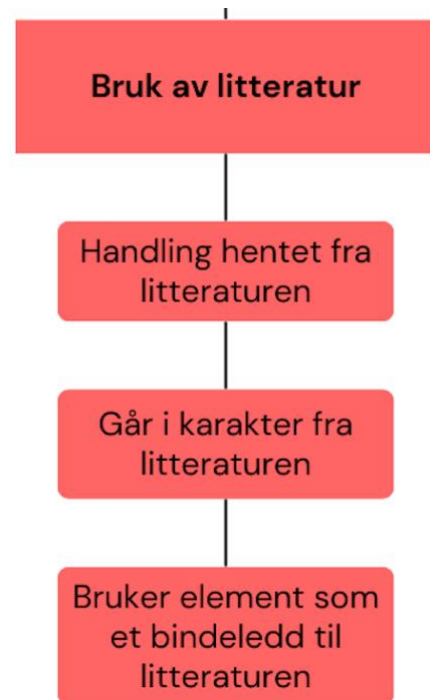 Bruk av litteratur
Handling hentet fra
litteraturen
Går i karakter fra
litteraturen
Bruker element som
et bindeledd til
litteraturen